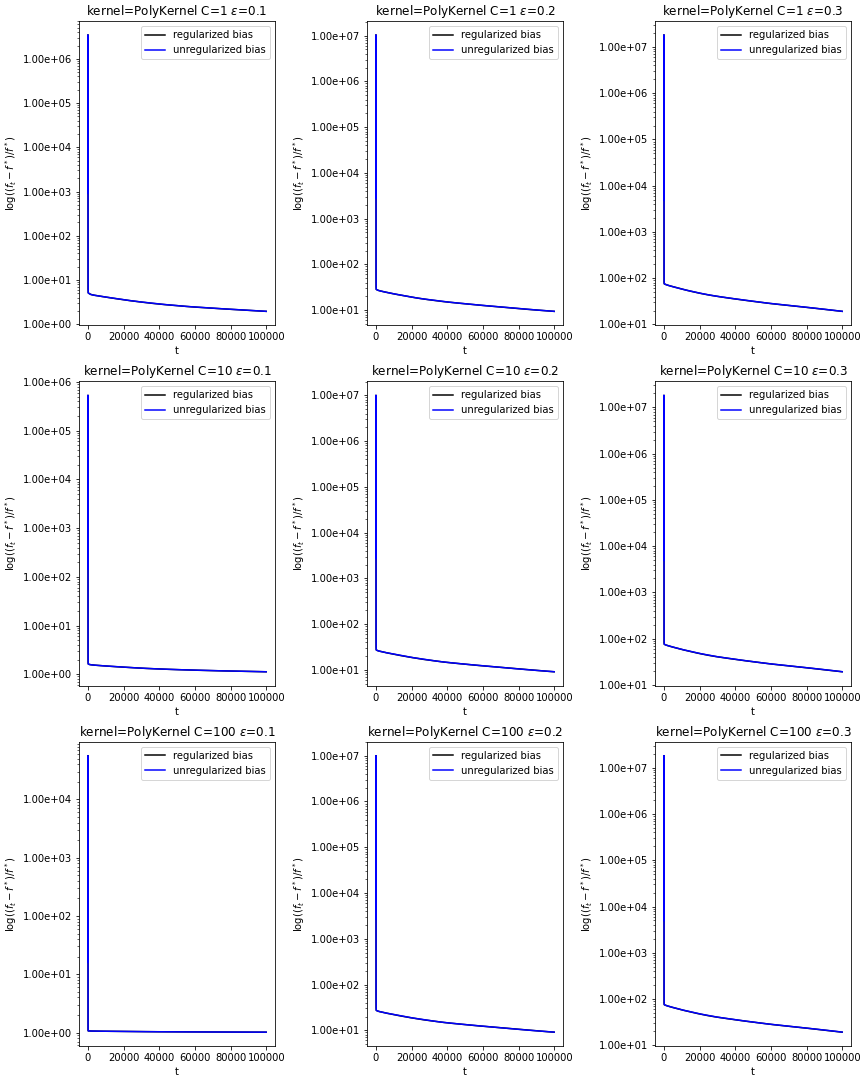 kernel=PolyKernel C=1 ε=0.1
regularized bias
unregularized bias
log((f_t − f*)/f*)
1.00e+06
1.00e+05
1.00e+04
1.00e+03
1.00e+02
1.00e+01
1.00e+00
0 20000 40000 60000 80000 100000
t
kernel=PolyKernel C=1 ε=0.2
regularized bias
unregularized bias
log((f_t − f*)/f*)
1.00e+07
1.00e+06
1.00e+05
1.00e+04
1.00e+03
1.00e+02
1.00e+01
0 20000 40000 60000 80000 100000
t
kernel=PolyKernel C=1 ε=0.3
regularized bias
unregularized bias
log((f_t − f*)/f*)
1.00e+07
1.00e+06
1.00e+05
1.00e+04
1.00e+03
1.00e+02
1.00e+01
0 20000 40000 60000 80000 100000
t
kernel=PolyKernel C=10 ε=0.1
regularized bias
unregularized bias
log((f_t − f*)/f*)
1.00e+06
1.00e+05
1.00e+04
1.00e+03
1.00e+02
1.00e+01
1.00e+00
0 20000 40000 60000 80000 100000
t
kernel=PolyKernel C=10 ε=0.2
regularized bias
unregularized bias
log((f_t − f*)/f*)
1.00e+07
1.00e+06
1.00e+05
1.00e+04
1.00e+03
1.00e+02
1.00e+01
0 20000 40000 60000 80000 100000
t
kernel=PolyKernel C=10 ε=0.3
regularized bias
unregularized bias
log((f_t − f*)/f*)
1.00e+07
1.00e+06
1.00e+05
1.00e+04
1.00e+03
1.00e+02
1.00e+01
0 20000 40000 60000 80000 100000
t
kernel=PolyKernel C=100 ε=0.1
regularized bias
unregularized bias
log((f_t − f*)/f*)
1.00e+04
1.00e+03
1.00e+02
1.00e+01
1.00e+00
0 20000 40000 60000 80000 100000
t
kernel=PolyKernel C=100 ε=0.2
regularized bias
unregularized bias
log((f_t − f*)/f*)
1.00e+07
1.00e+06
1.00e+05
1.00e+04
1.00e+03
1.00e+02
1.00e+01
0 20000 40000 60000 80000 100000
t
kernel=PolyKernel C=100 ε=0.3
regularized bias
unregularized bias
log((f_t − f*)/f*)
1.00e+07
1.00e+06
1.00e+05
1.00e+04
1.00e+03
1.00e+02
1.00e+01
0 20000 40000 60000 80000 100000
t